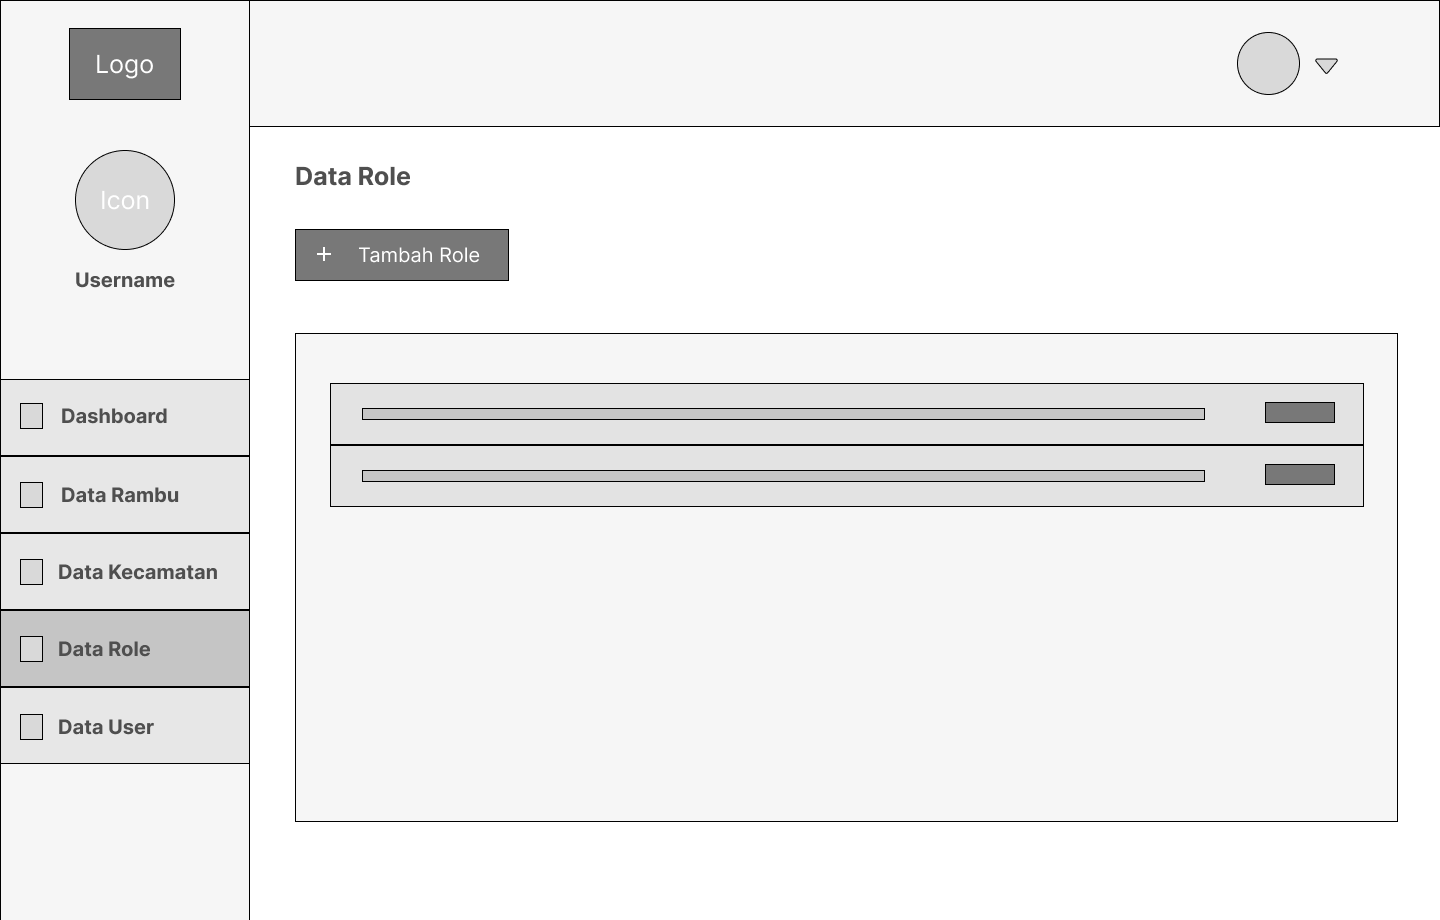 Logo
Icon
Username
Dashboard
Data Rambu
Data Kecamatan
Data Role
Data User
Data Role
+ Tambah Role